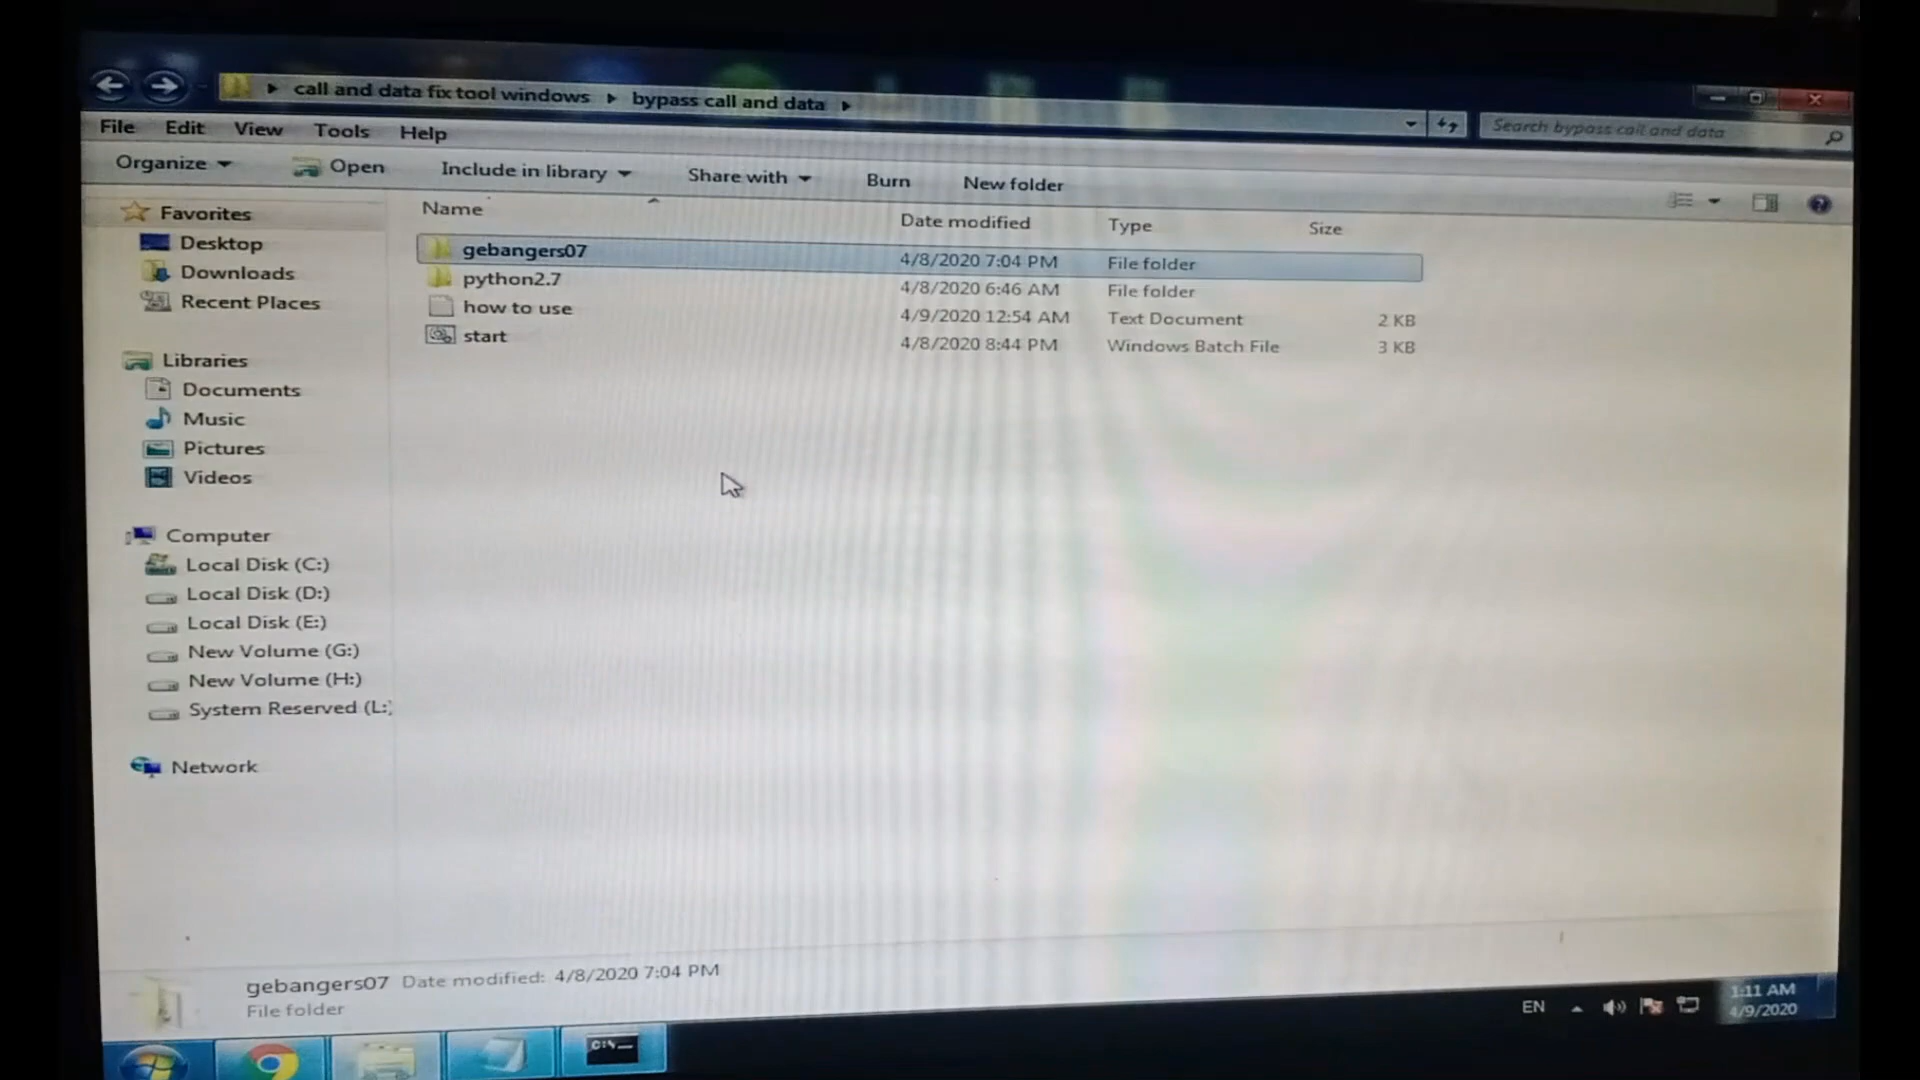 call and data fix tool windows
bypass call and data
Search bypass call and data
File Edit View Tools Help
Organize Open Include in library Share with Burn New folder
Name Date modified Type Size
gebangers07 4/8/2020 7:04 PM File folder
python2.7 4/8/2020 6:46 AM File folder
how to use 4/9/2020 12:54 AM Text Document 2 KB
start 4/8/2020 8:44 PM Windows Batch File 3 KB
Favorites
Desktop
Downloads
Recent Places
Libraries
Documents
Music
Pictures
Videos
Computer
Local Disk (C:)
Local Disk (D:)
Local Disk (E:)
New Volume (G:)
New Volume (H:)
System Reserved (L:)
Network
gebangers07 Date modified: 4/8/2020 7:04 PM
File folder
EN
1:11 AM
4/9/2020
C:\